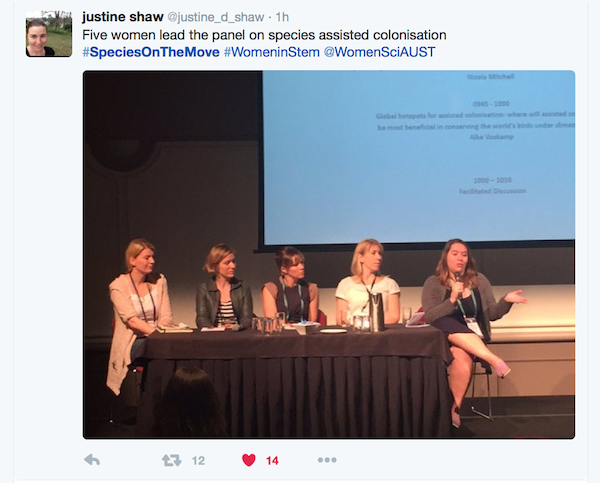 justine shaw @justine_d_shaw · 1h
Five women lead the panel on species assisted colonisation
#SpeciesOnTheMove #WomeninStem @WomenSciAUST
Nicola Mitchell
0945 - 1000
Global hotspots for assisted colonisation: where will assisted
be most beneficial in conserving the world's birds under
Alke Voskamp
1000 - 1030
Facilitated Discussion
12
14